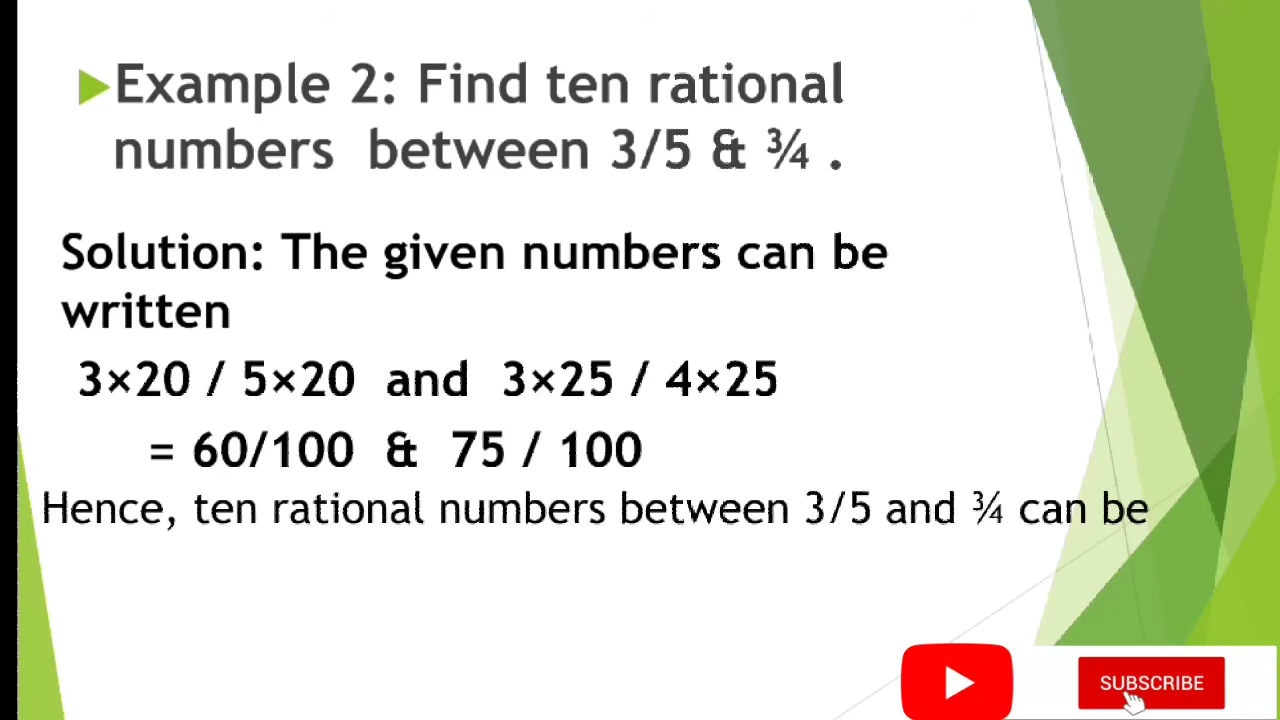 Example 2: Find ten rational
numbers between 3/5 & ¾ .
Solution: The given numbers can be
written
3×20 / 5×20 and 3×25 / 4×25
= 60/100 & 75 / 100
Hence, ten rational numbers between 3/5 and ¾ can be
SUBSCRIBE